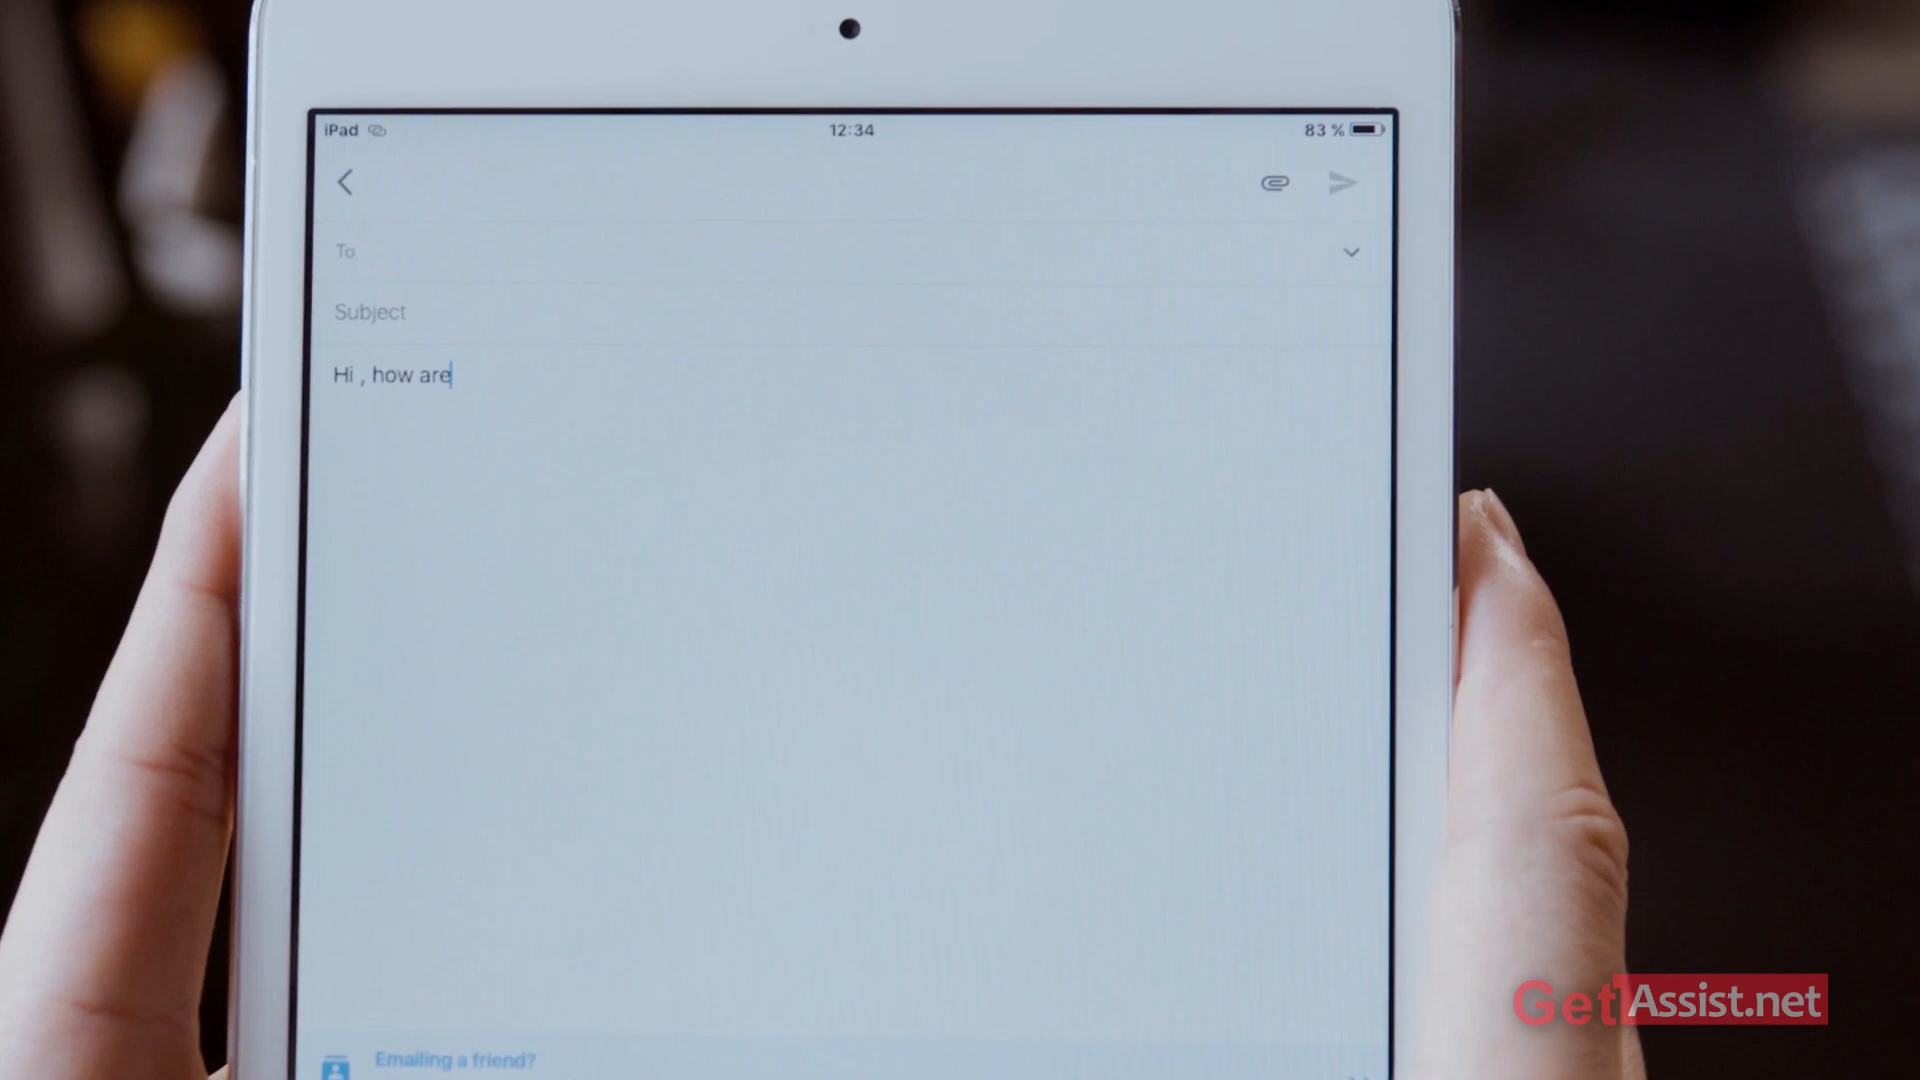 iPad 12:34 83 %
To
Subject
Hi , how are
Emailing a friend?
GetAssist.net